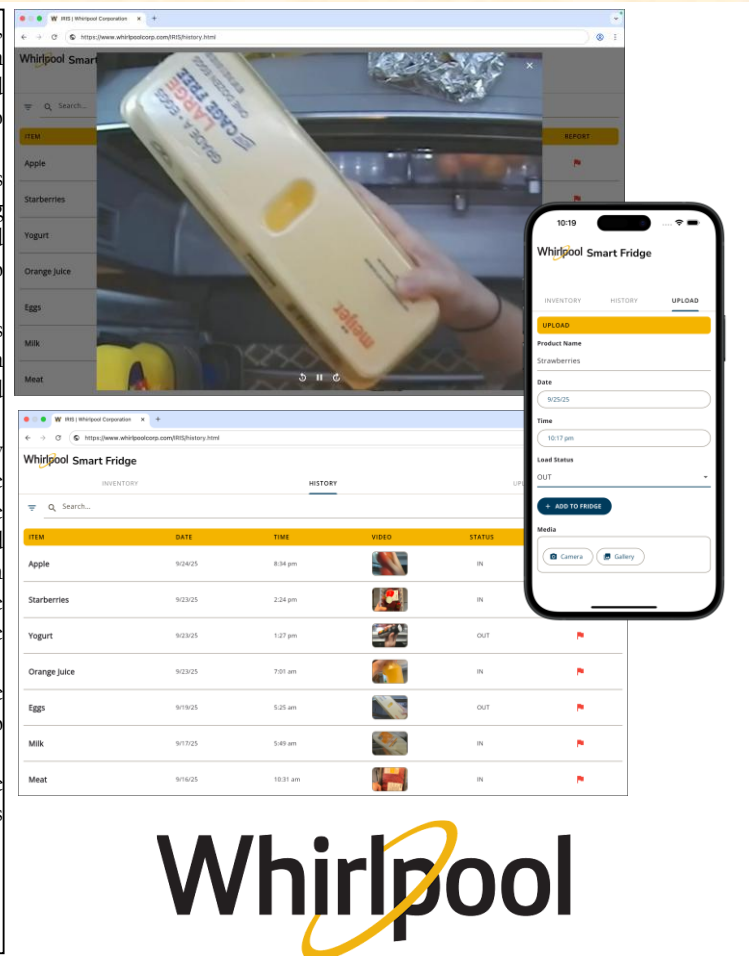 W IRIS | Whirlpool Corporation × +
https://www.whirlpoolcorp.com/IRIS/history.html
Whirlpool Smar
Search...
ITEM REPORT
Apple
Starberries
Yogurt
Orange Juice
Eggs
Milk
Meat
GRADE A • EGGS
LARGE
CAGE FREE
ONE DOZEN EGGS
meijer
10:19
Whirlpool Smart Fridge
INVENTORY HISTORY UPLOAD
UPLOAD
Product Name
Strawberries
Date
9/25/25
Time
10:17 pm
Load Status
OUT
+ ADD TO FRIDGE
Media
Camera Gallery
W IRIS | Whirlpool Corporation × +
https://www.whirlpoolcorp.com/IRIS/history.html
Whirlpool Smart Fridge
INVENTORY HISTORY UPL
Search...
ITEM DATE TIME VIDEO STATUS
Apple 9/24/25 8:34 pm IN
Starberries 9/23/25 2:24 pm IN
Yogurt 9/23/25 1:27 pm OUT
Orange Juice 9/23/25 7:01 am IN
Eggs 9/19/25 5:25 am OUT
Milk 9/17/25 5:49 am IN
Meat 9/16/25 10:31 am IN
Whirlpool